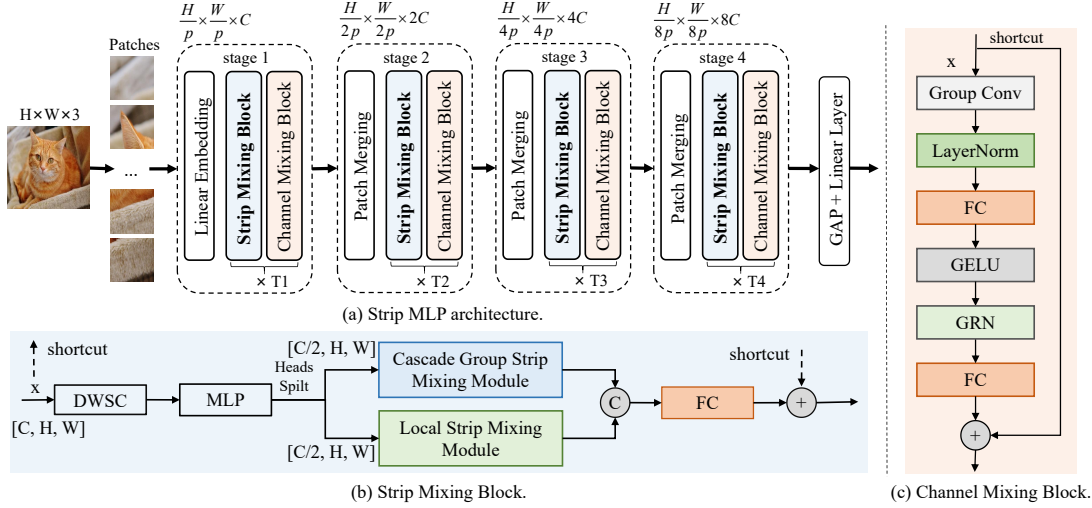 H/p × W/p × C
H/2p × W/2p × 2C
H/4p × W/4p × 4C
H/8p × W/8p × 8C
Patches
H×W×3
...
stage 1
Linear Embedding
Strip Mixing Block
Channel Mixing Block
× T1
stage 2
Patch Merging
Strip Mixing Block
Channel Mixing Block
× T2
stage 3
Patch Merging
Strip Mixing Block
Channel Mixing Block
× T3
stage 4
Patch Merging
Strip Mixing Block
Channel Mixing Block
× T4
GAP + Linear Layer
(a) Strip MLP architecture.
shortcut
x
[C, H, W]
DWSC
MLP
Heads
Spilt
[C/2, H, W]
Cascade Group Strip
Mixing Module
[C/2, H, W]
Local Strip Mixing
Module
C
FC
shortcut
+
(b) Strip Mixing Block.
shortcut
x
Group Conv
LayerNorm
FC
GELU
GRN
FC
+
(c) Channel Mixing Block.